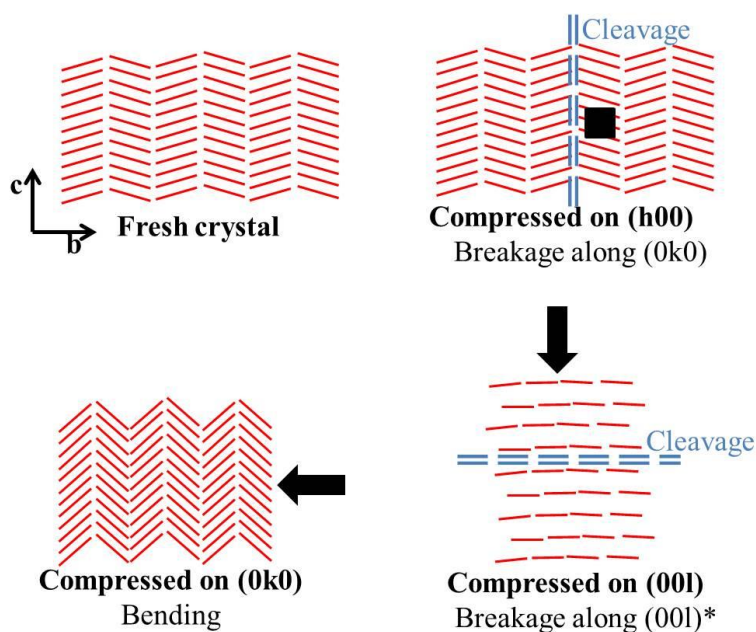 Cleavage
c
b
Fresh crystal
Compressed on (h00)
Breakage along (0k0)
Cleavage
Compressed on (0k0)
Bending
Compressed on (00l)
Breakage along (00l)*